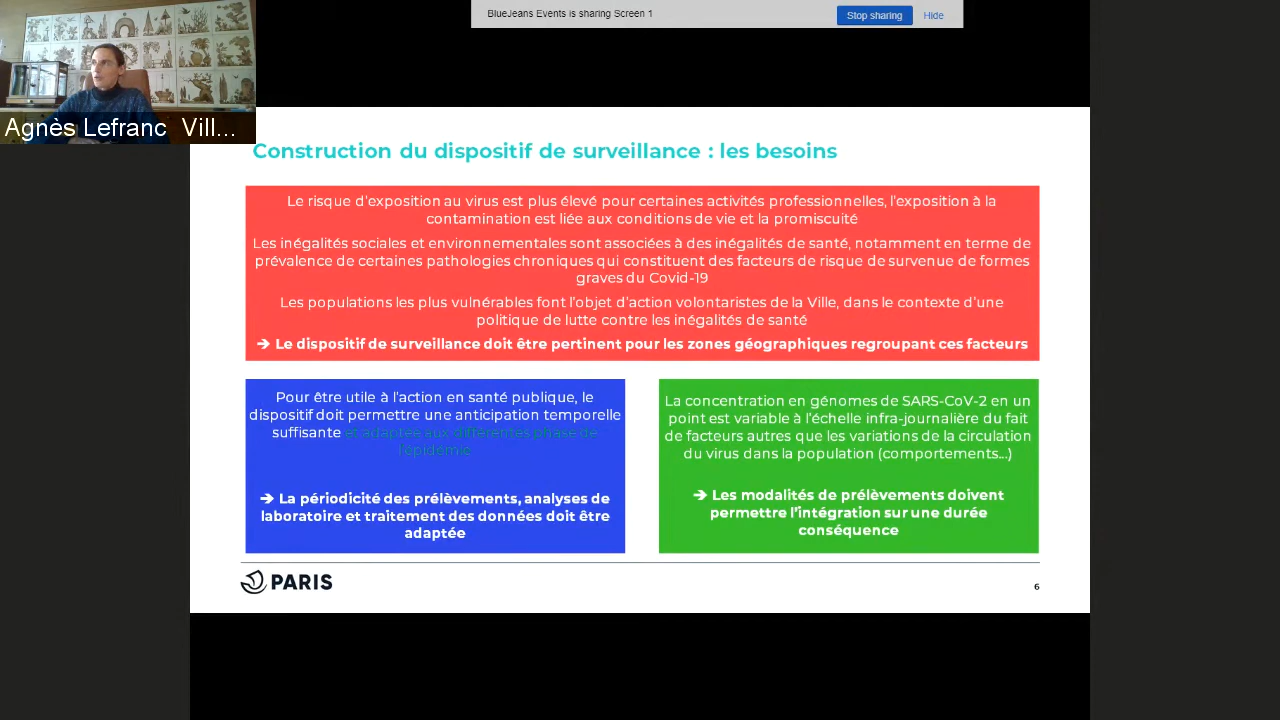 BlueJeans Events is sharing Screen 1
Stop sharing
Hide
Agnès Lefranc Vill...
Construction du dispositif de surveillance : les besoins
Le risque d'exposition au virus est plus élevé pour certaines activités professionnelles, l'exposition à la
contamination est liée aux conditions de vie et la promiscuité
Les inégalités sociales et environnementales sont associées à des inégalités de santé, notamment en terme de
prévalence de certaines pathologies chroniques qui constituent des facteurs de risque de survenue de formes
graves du Covid-19
Les populations les plus vulnérables font l'objet d'action volontaristes de la Ville, dans le contexte d'une
politique de lutte contre les inégalités de santé
➔ Le dispositif de surveillance doit être pertinent pour les zones géographiques regroupant ces facteurs
Pour être utile à l'action en santé publique, le
dispositif doit permettre une anticipation temporelle
suffisante et adaptée aux différentes phase de
l'épidémie
➔ La périodicité des prélèvements, analyses de
laboratoire et traitement des données doit être
adaptée
La concentration en génomes de SARS-CoV-2 en un
point est variable à l'échelle infra-journalière du fait
de facteurs autres que les variations de la circulation
du virus dans la population (comportements...)
➔ Les modalités de prélèvements doivent
permettre l'intégration sur une durée
conséquence
PARIS
6